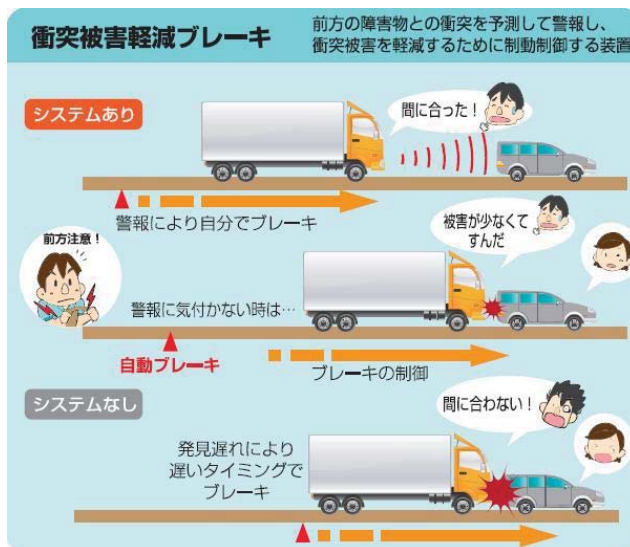 衝突被害軽減ブレーキ
前方の障害物との衝突を予測して警報し、
衝突被害を軽減するために制動制御する装置
システムあり
間に合った！
警報により自分でブレーキ
前方注意！
被害が少なくて
すんだ
警報に気付かない時は…
自動ブレーキ
ブレーキの制御
システムなし
間に合わない！
発見遅れにより
遅いタイミングで
ブレーキ